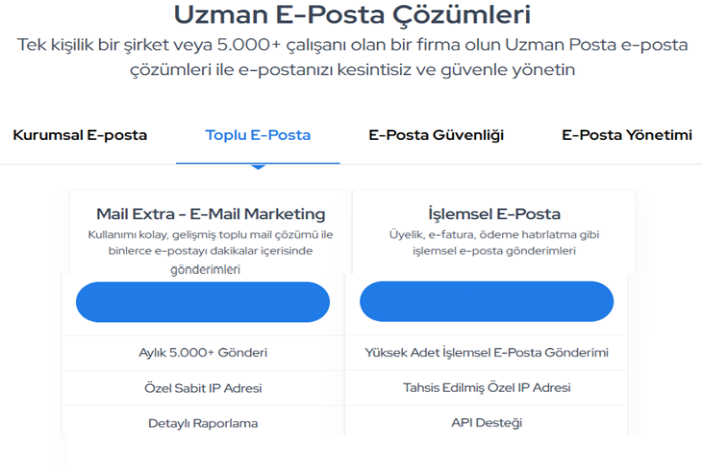 Uzman E-Posta Çözümleri
Tek kişilik bir şirket veya 5.000+ çalışanı olan bir firma olun Uzman Posta e-posta
çözümleri ile e-postanızı kesintisiz ve güvenle yönetin
Kurumsal E-posta
Toplu E-Posta
E-Posta Güvenliği
E-Posta Yönetimi
Mail Extra - E-Mail Marketing
Kullanımı kolay, gelişmiş toplu mail çözümü ile
binlerce e-postayı dakikalar içerisinde
gönderimleri
Aylık 5.000+ Gönderi
Özel Sabit IP Adresi
Detaylı Raporlama
İşlemsel E-Posta
Üyelik, e-fatura, ödeme hatırlatma gibi
işlemsel e-posta gönderimleri
Yüksek Adet İşlemsel E-Posta Gönderimi
Tahsis Edilmiş Özel IP Adresi
API Desteği